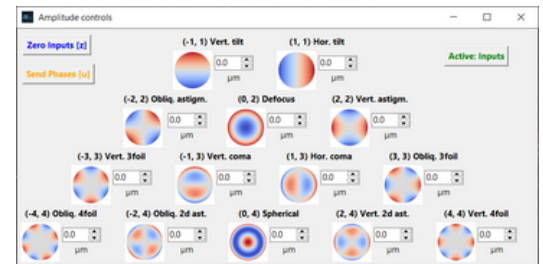 Amplitude controls
Zero Inputs [z]
(-1, 1) Vert. tilt
(1, 1) Hor. tilt
Active: Inputs
0.0
0.0
µm
µm
Send Phases [u]
(-2, 2) Obliq. astigm.
(0, 2) Defocus
(2, 2) Vert. astigm.
0.0
0.0
0.0
µm
µm
µm
(-3, 3) Vert. 3foil
(-1, 3) Vert. coma
(1, 3) Hor. coma
(3, 3) Obliq. 3foil
0.0
0.0
0.0
0.0
µm
µm
µm
µm
(-4, 4) Obliq. 4foil
(-2, 4) Obliq. 2d ast.
(0, 4) Spherical
(2, 4) Vert. 2d ast.
(4, 4) Vert. 4foil
0.0
0.0
0.0
0.0
0.0
µm
µm
µm
µm
µm